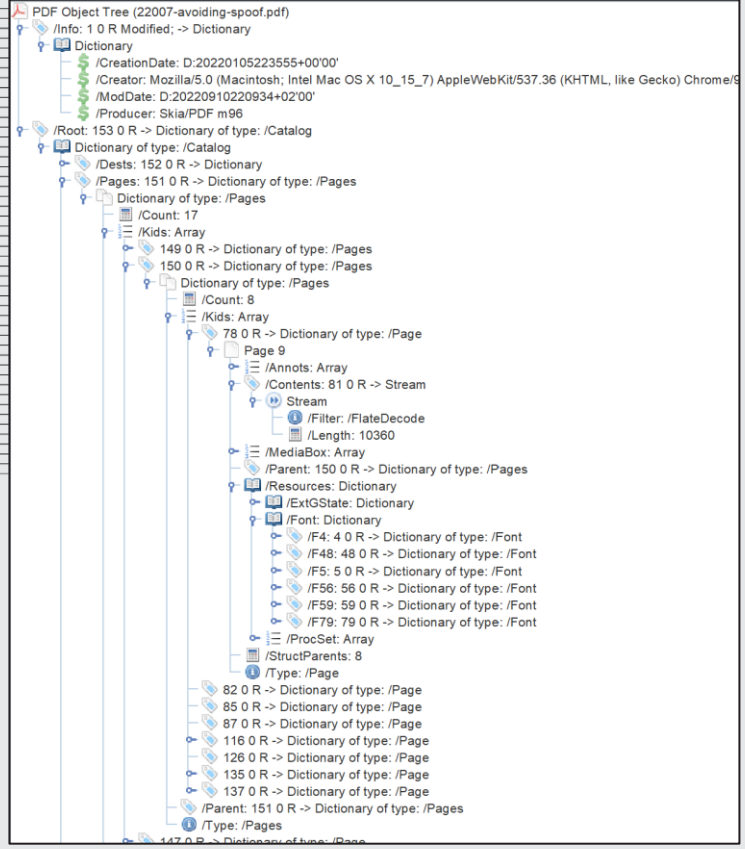 PDF Object Tree (22007-avoiding-spoof.pdf)
/Info: 1 0 R Modified; -> Dictionary
Dictionary
/CreationDate: D:20220105223555+00'00'
/Creator: Mozilla/5.0 (Macintosh; Intel Mac OS X 10_15_7) AppleWebKit/537.36 (KHTML, like Gecko) Chrome/9
/ModDate: D:20220910220934+02'00'
/Producer: Skia/PDF m96
/Root: 153 0 R -> Dictionary of type: /Catalog
Dictionary of type: /Catalog
/Dests: 152 0 R -> Dictionary
/Pages: 151 0 R -> Dictionary of type: /Pages
Dictionary of type: /Pages
/Count: 17
/Kids: Array
149 0 R -> Dictionary of type: /Pages
150 0 R -> Dictionary of type: /Pages
Dictionary of type: /Pages
/Count: 8
/Kids: Array
78 0 R -> Dictionary of type: /Page
Page 9
/Annots: Array
/Contents: 81 0 R -> Stream
Stream
/Filter: /FlateDecode
/Length: 10360
/MediaBox: Array
/Parent: 150 0 R -> Dictionary of type: /Pages
/Resources: Dictionary
/ExtGState: Dictionary
/Font: Dictionary
/F4: 4 0 R -> Dictionary of type: /Font
/F48: 48 0 R -> Dictionary of type: /Font
/F5: 5 0 R -> Dictionary of type: /Font
/F56: 56 0 R -> Dictionary of type: /Font
/F59: 59 0 R -> Dictionary of type: /Font
/F79: 79 0 R -> Dictionary of type: /Font
/ProcSet: Array
/StructParents: 8
/Type: /Page
82 0 R -> Dictionary of type: /Page
85 0 R -> Dictionary of type: /Page
87 0 R -> Dictionary of type: /Page
116 0 R -> Dictionary of type: /Page
126 0 R -> Dictionary of type: /Page
135 0 R -> Dictionary of type: /Page
137 0 R -> Dictionary of type: /Page
/Parent: 151 0 R -> Dictionary of type: /Pages
/Type: /Pages
147 0 R -> Dictionary of type: /Page